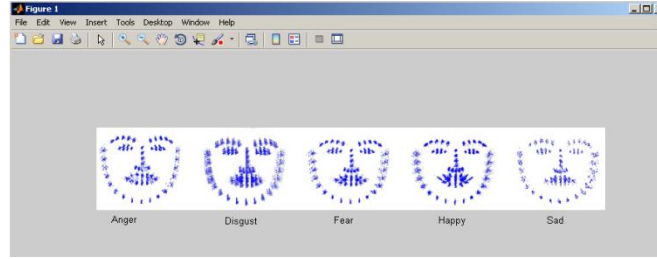 Figure 1
File Edit View Insert Tools Desktop Window Help
Anger Disgust Fear Happy Sad